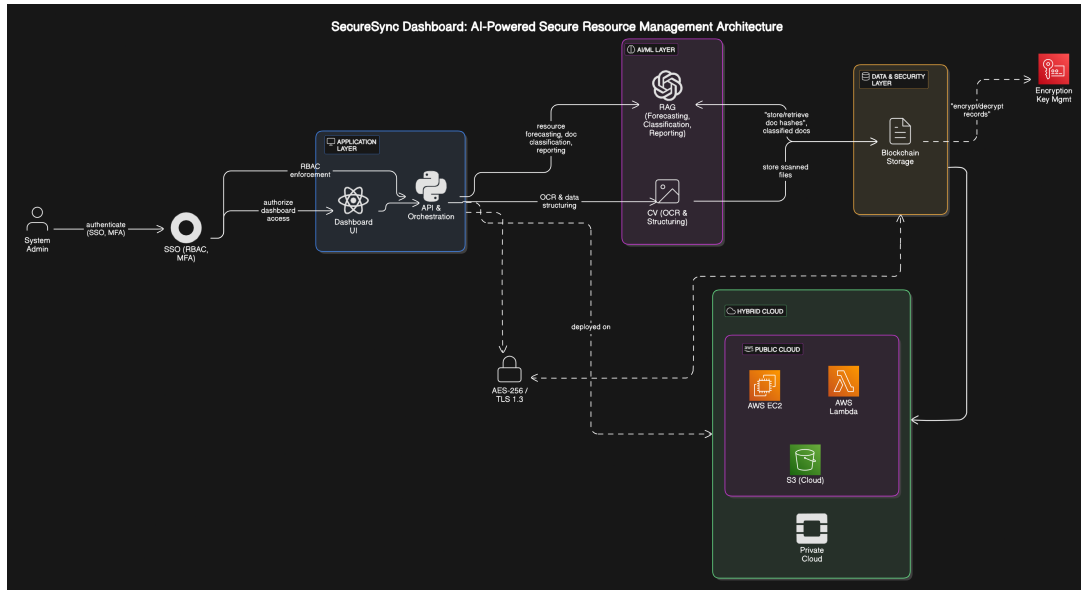 SecureSync Dashboard: AI-Powered Secure Resource Management Architecture
AI/ML LAYER
RAG
(Forecasting,
Classification,
Reporting)
DATA & SECURITY
LAYER
Encryption
Key Mgmt
"encrypt/decrypt
records"
resource
forecasting, doc
classification,
reporting
"store/retrieve
doc hashes",
classified docs
Blockchain
Storage
APPLICATION
LAYER
RBAC
enforcement
API &
Orchestration
store scanned
files
authorize
dashboard
access
Dashboard
UI
OCR & data
structuring
CV (OCR &
Structuring)
System
Admin
authenticate
(SSO, MFA)
SSO (RBAC,
MFA)
deployed on
AES-256 /
TLS 1.3
HYBRID CLOUD
aws
PUBLIC CLOUD
AWS EC2
AWS
Lambda
S3 (Cloud)
Private
Cloud